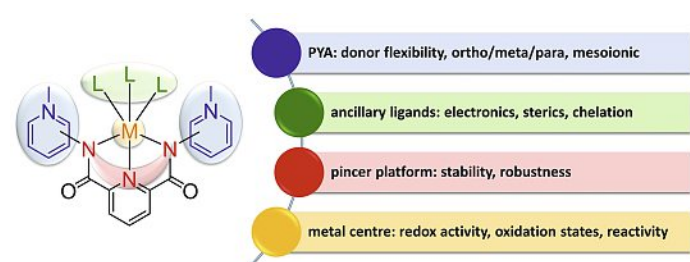 PYA: donor flexibility, ortho/meta/para, mesoionic
ancillary ligands: electronics, sterics, chelation
pincer platform: stability, robustness
metal centre: redox activity, oxidation states, reactivity
L L L
N N
M
N N
N
O O